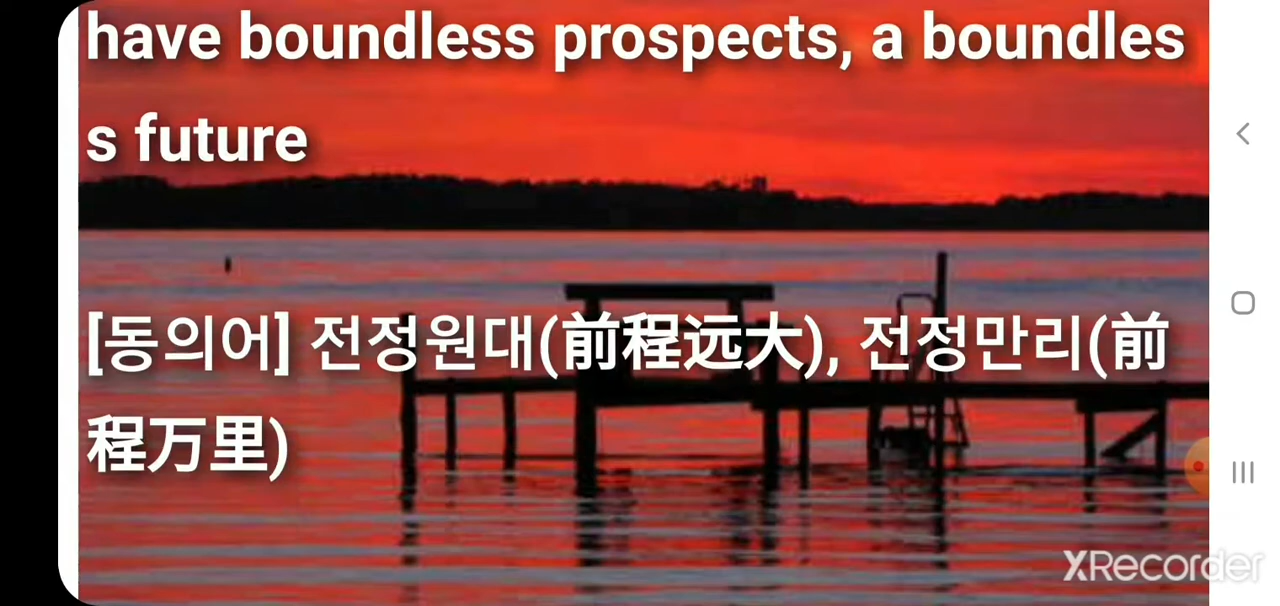 have boundless prospects, a boundles
s future
[동의어] 전정원대(前程远大), 전정만리(前
程万里)
XRecorder